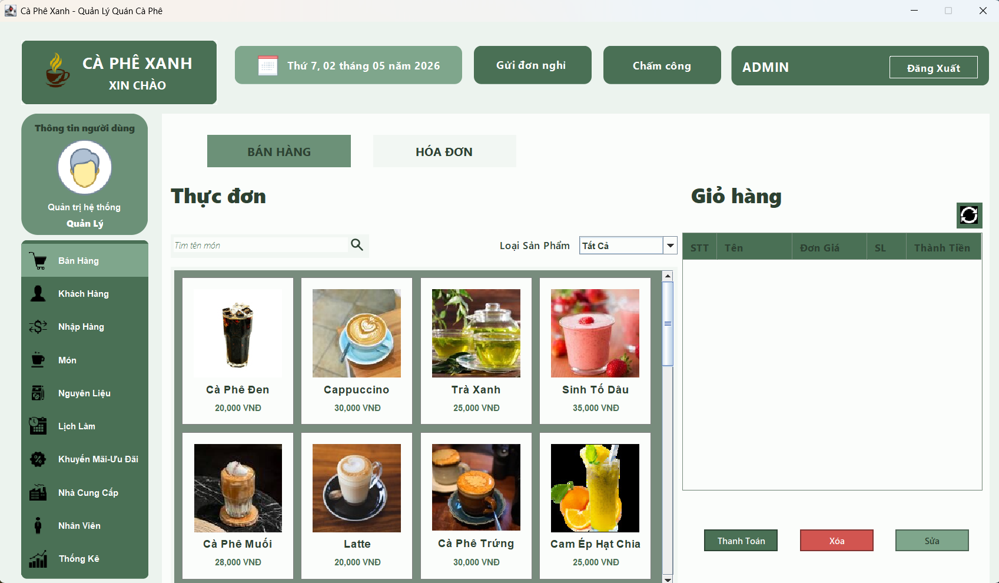 Cà Phê Xanh - Quản Lý Quán Cà Phê
CÀ PHÊ XANH
XIN CHÀO
Thứ 7, 02 tháng 05 năm 2026
Gửi đơn nghỉ
Chấm công
ADMIN
Đăng Xuất
Thông tin người dùng
Quản trị hệ thống
Quản Lý
Bán Hàng
Khách Hàng
Nhập Hàng
Món
Nguyên Liệu
Lịch Làm
Khuyến Mãi-Ưu Đãi
Nhà Cung Cấp
Nhân Viên
Thống Kê
BÁN HÀNG
HÓA ĐƠN
Thực đơn
Tìm tên món
Loại Sản Phẩm
Tất Cả
Cà Phê Đen
20,000 VNĐ
Cappuccino
30,000 VNĐ
Trà Xanh
25,000 VNĐ
Sinh Tố Dâu
35,000 VNĐ
Cà Phê Muối
28,000 VNĐ
Latte
20,000 VNĐ
Cà Phê Trứng
30,000 VNĐ
Cam Ép Hạt Chia
25,000 VNĐ
Giỏ hàng
STT Tên Đơn Giá SL Thành Tiền
Thanh Toán
Xóa
Sửa